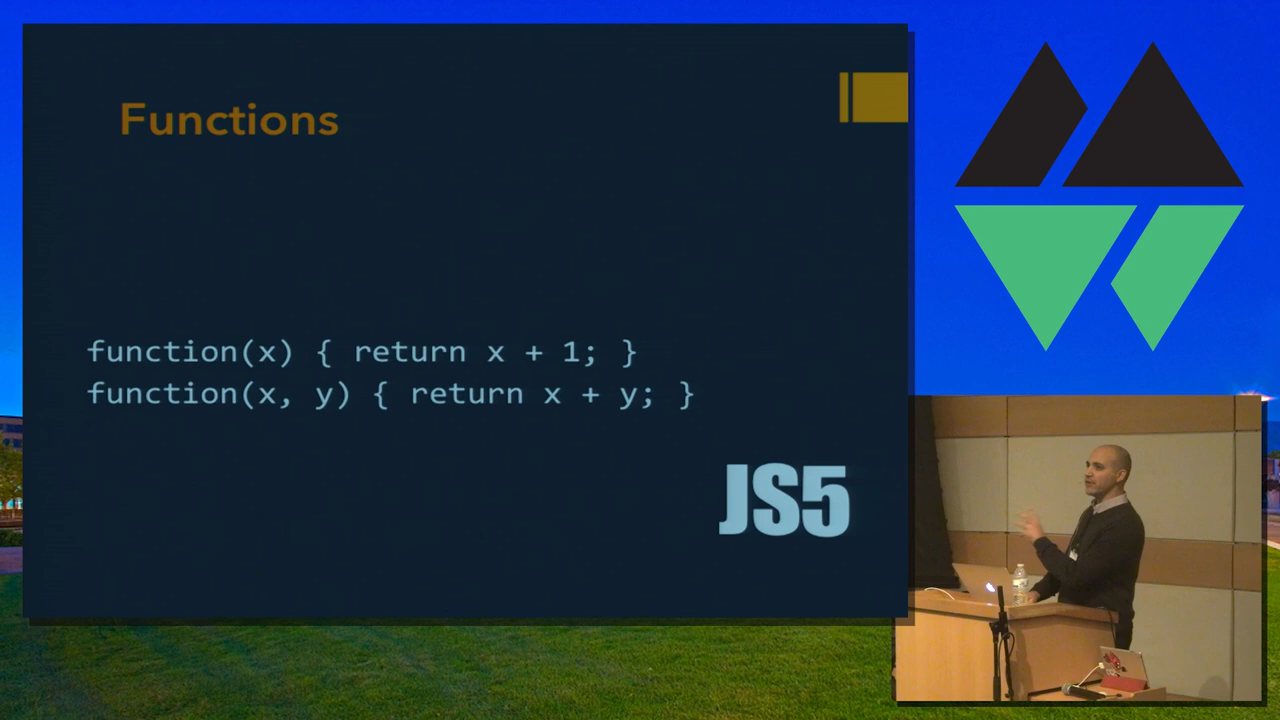 Functions
function(x) { return x + 1; }
function(x, y) { return x + y; }
JS5